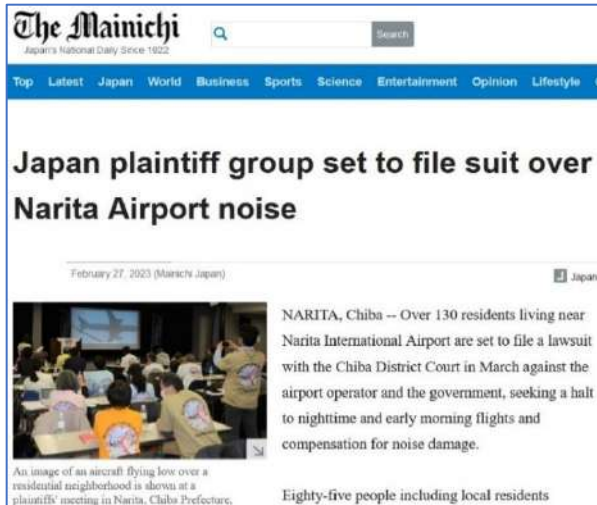 The Mainichi
Japan's National Daily Since 1922
Search
Top Latest Japan World Business Sports Science Entertainment Opinion Lifestyle
Japan plaintiff group set to file suit over
Narita Airport noise
February 27, 2023 (Mainichi Japan)
J Japan
NARITA, Chiba -- Over 130 residents living near
Narita International Airport are set to file a lawsuit
with the Chiba District Court in March against the
airport operator and the government, seeking a halt
to nighttime and early morning flights and
compensation for noise damage.
Eighty-five people including local residents
An image of an aircraft flying low over a
residential neighborhood is shown at a
plaintiffs' meeting in Narita, Chiba Prefecture,